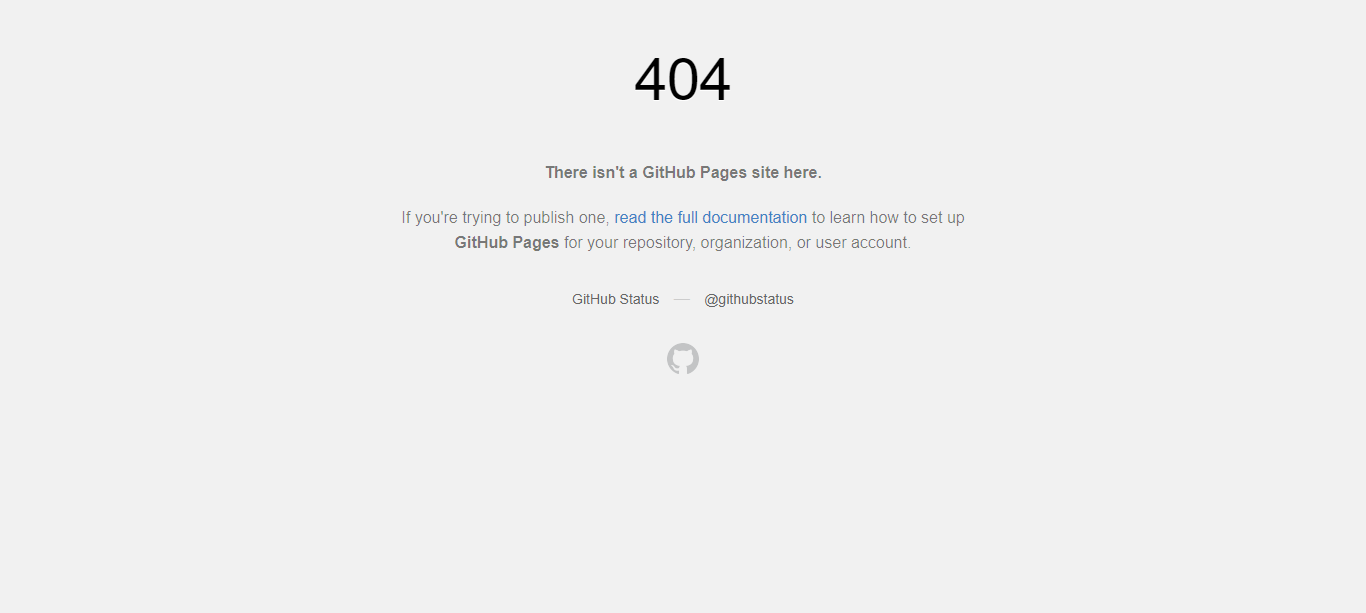 404
There isn't a GitHub Pages site here.
If you're trying to publish one, read the full documentation to learn how to set up
GitHub Pages for your repository, organization, or user account.
GitHub Status — @githubstatus